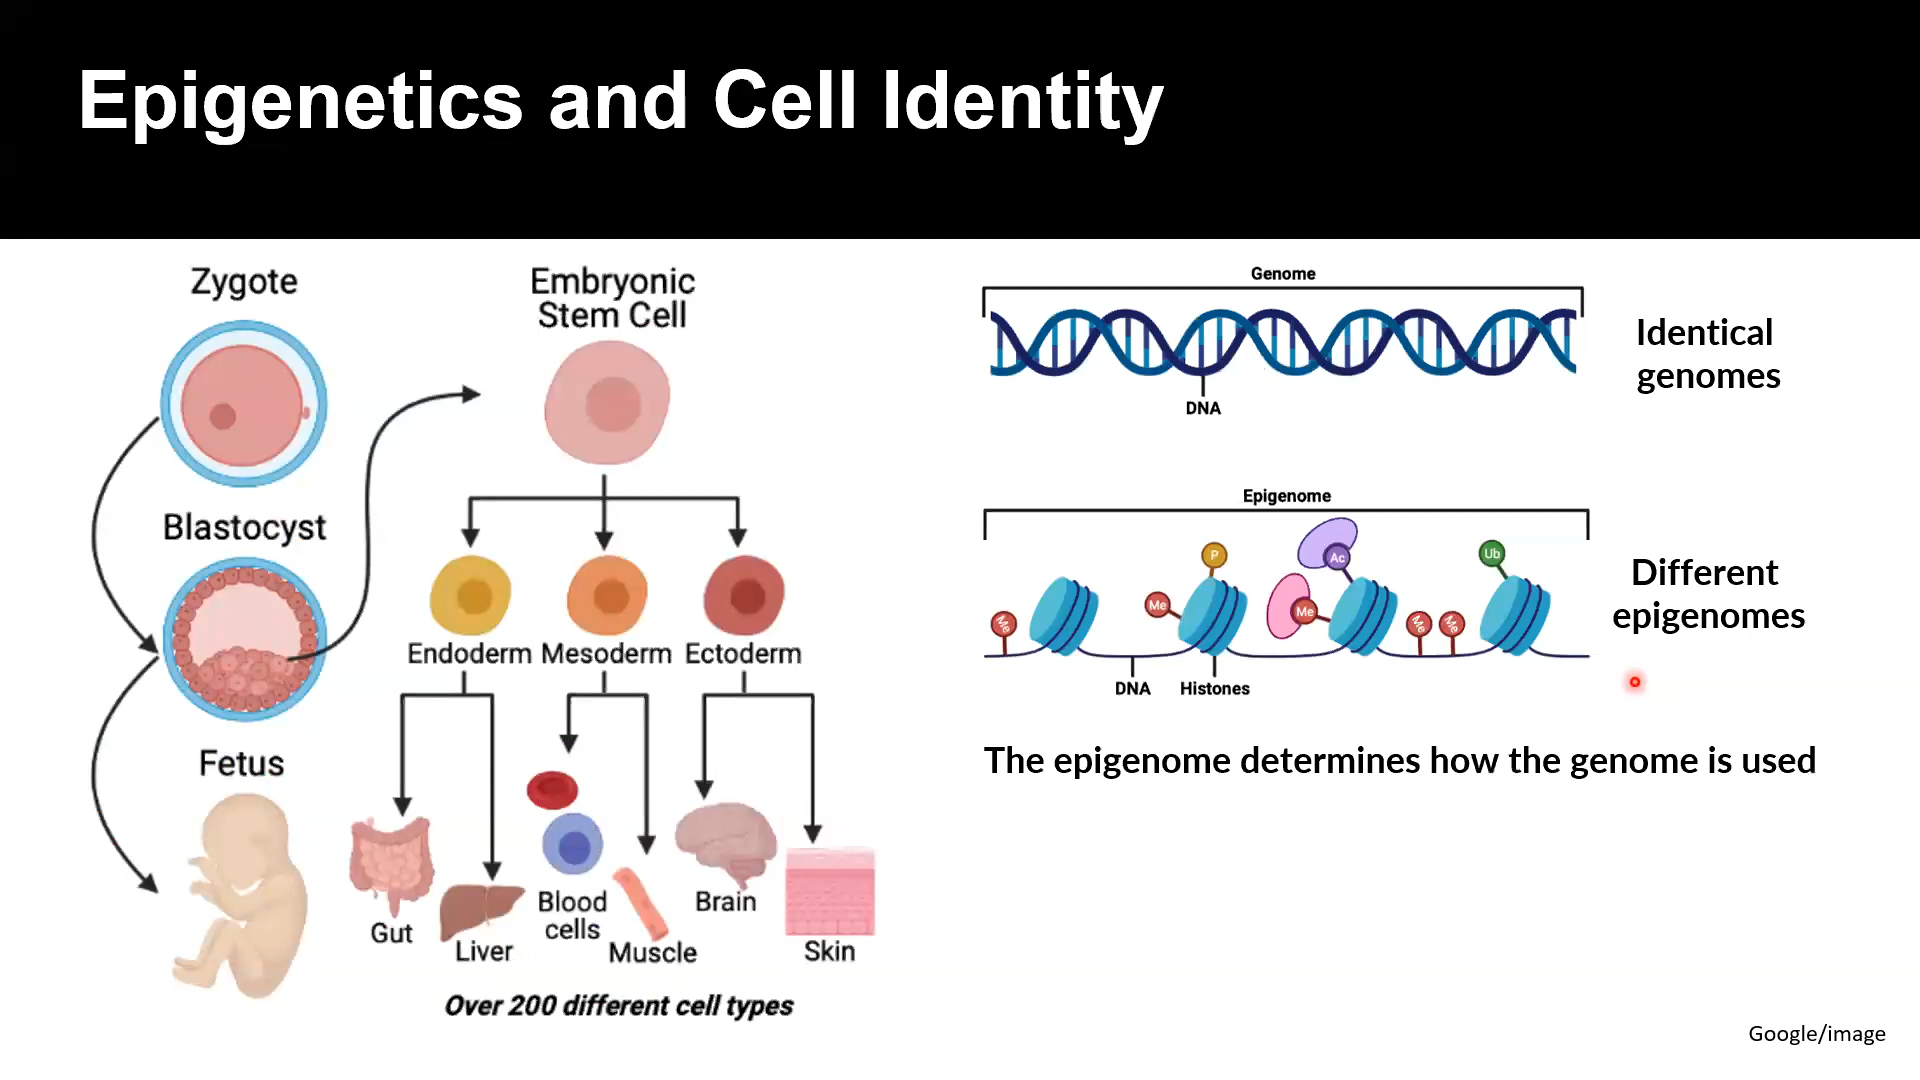 Epigenetics and Cell Identity
Zygote
Blastocyst
Fetus
Embryonic
Stem Cell
Endoderm
Mesoderm
Ectoderm
Gut
Liver
Blood
cells
Muscle
Brain
Skin
Over 200 different cell types
Genome
DNA
Identical
genomes
Epigenome
Me
Me
P
Me
Ac
Me
Me
Ub
DNA
Histones
Different
epigenomes
The epigenome determines how the genome is used
Google/image